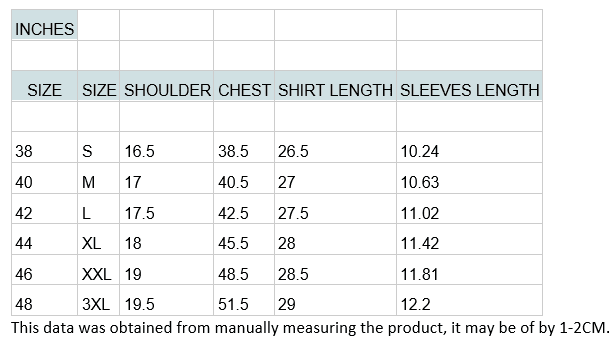 INCHES
SIZE SIZE SHOULDER CHEST SHIRT LENGTH SLEEVES LENGTH
38 S 16.5 38.5 26.5 10.24
40 M 17 40.5 27 10.63
42 L 17.5 42.5 27.5 11.02
44 XL 18 45.5 28 11.42
46 XXL 19 48.5 28.5 11.81
48 3XL 19.5 51.5 29 12.2
This data was obtained from manually measuring the product, it may be of by 1-2CM.